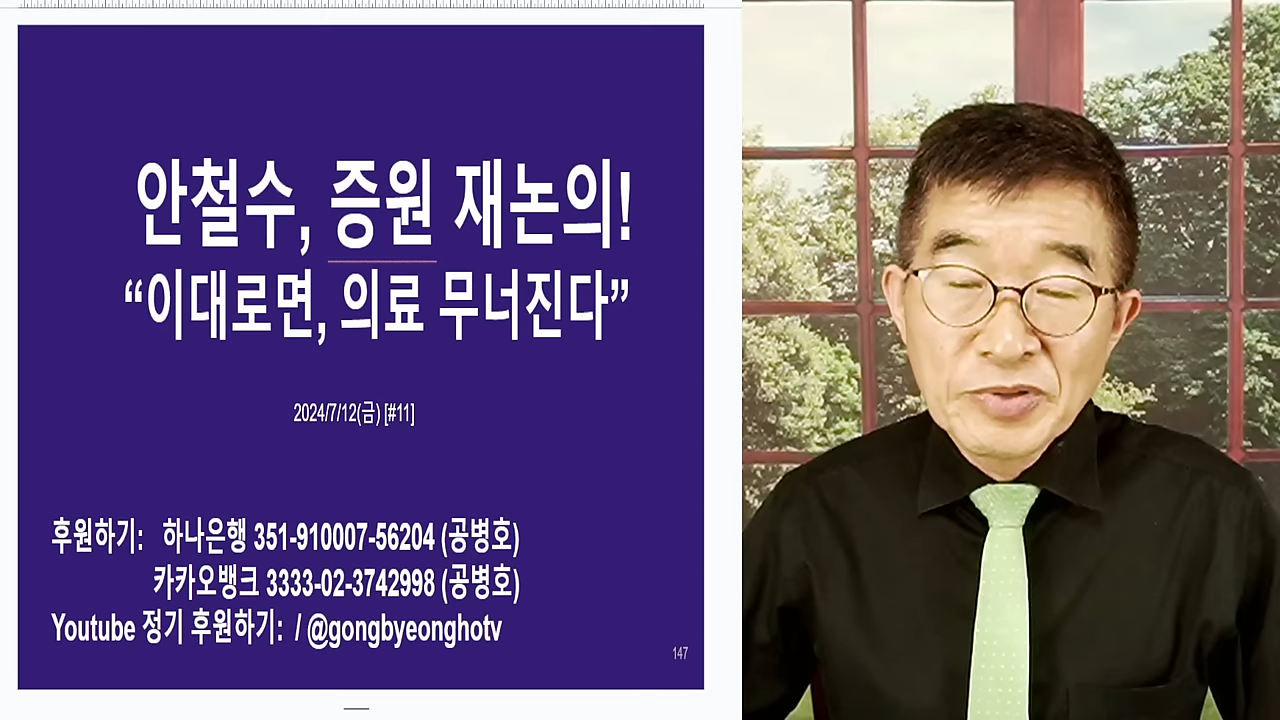 안철수, 증원 재논의!
“이대로면, 의료 무너진다”
2024/7/12(금) [#11]
후원하기: 하나은행 351-910007-56204 (공병호)
카카오뱅크 3333-02-3742998 (공병호)
Youtube 정기 후원하기: / @gongbyeonghotv
147